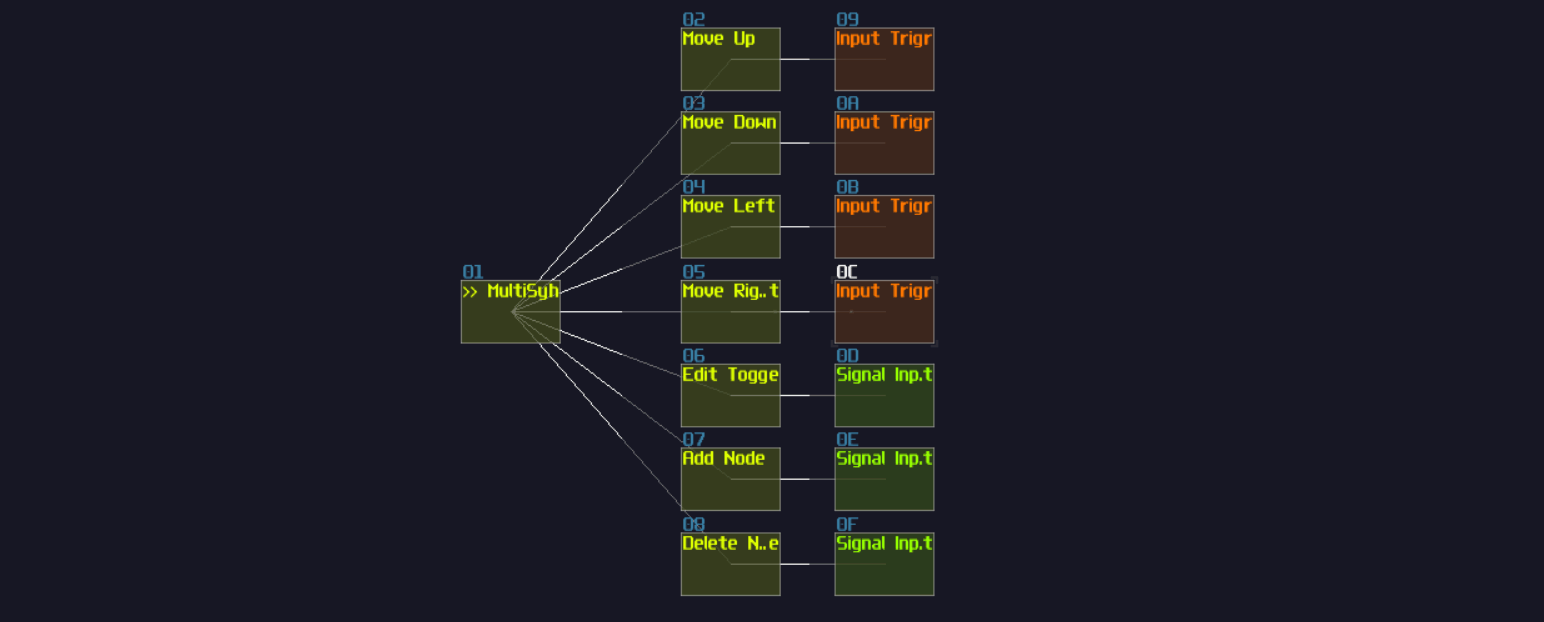 02 09
Move Up Input Trigr
03 0A
Move Down Input Trigr
04 0B
Move Left Input Trigr
01 05 0C
>> MultiSyh Move Rig..t Input Trigr
06 0D
Edit Togge Signal Inp.t
07 0E
Add Node Signal Inp.t
08 0F
Delete N..e Signal Inp.t